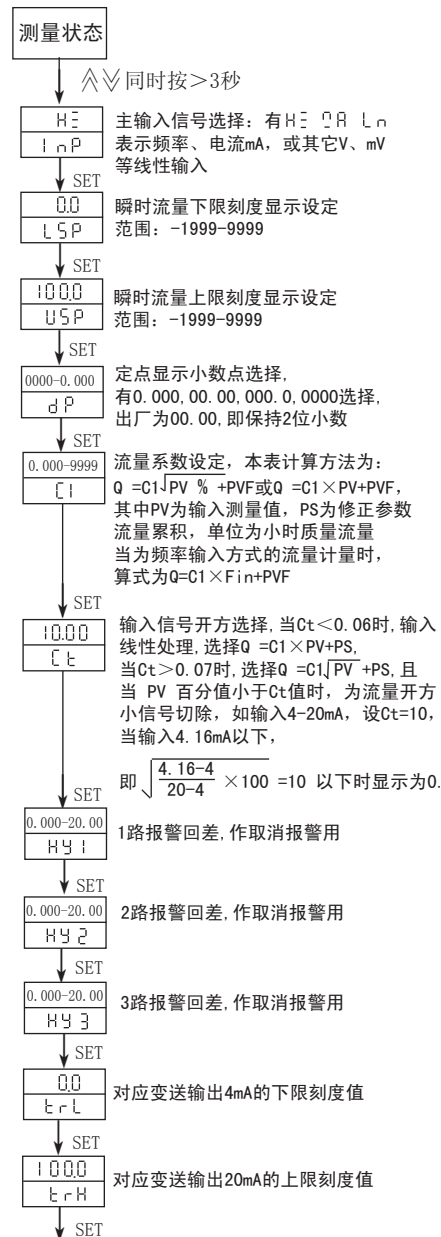 测量状态
同时按＞3秒
HZ
InP
主输入信号选择：有HZ MA Ln
表示频率、电流mA，或其它V、mV
等线性输入
SET
0.0
LSP
瞬时流量下限刻度显示设定
范围：-1999-9999
SET
100.0
USP
瞬时流量上限刻度显示设定
范围：-1999-9999
SET
0000-0.000
dP
定点显示小数点选择,
有0.000,00.00,000.0,0000选择,
出厂为00.00,即保持2位小数
SET
0.000-9999
C1
流量系数设定，本表计算方法为：
Q =C1√PV % +PVF或Q =C1×PV+PVF，
其中PV为输入测量值，PS为修正参数
流量累积，单位为小时质量流量
当为频率输入方式的流量计量时，
算式为Q=C1×Fin+PVF
SET
10.00
Ct
输入信号开方选择,当Ct＜0.06时,输入
线性处理,选择Q =C1×PV+PS,
当Ct＞0.07时,选择Q =C1√PV +PS,且
当 PV 百分值小于Ct值时，为流量开方
小信号切除，如输入4-20mA，设Ct=10，
当输入4.16mA以下，
即 √(4.16-4/20-4 ×100) =10 以下时显示为0.
SET
0.000-20.00
HY1
1路报警回差,作取消报警用
SET
0.000-20.00
HY2
2路报警回差,作取消报警用
SET
0.000-20.00
HY3
3路报警回差,作取消报警用
SET
0.0
trL
对应变送输出4mA的下限刻度值
SET
100.0
trH
对应变送输出20mA的上限刻度值
SET